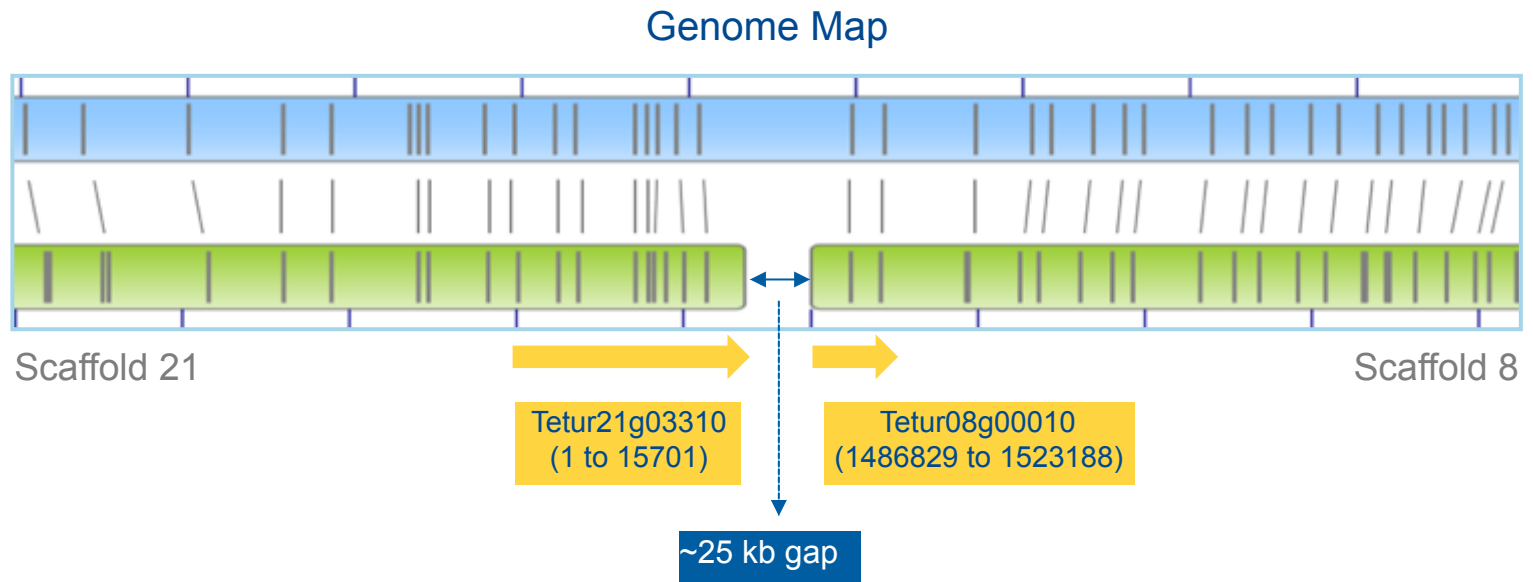 Genome Map
Scaffold 21
Scaffold 8
Tetur21g03310
(1 to 15701)
Tetur08g00010
(1486829 to 1523188)
~25 kb gap